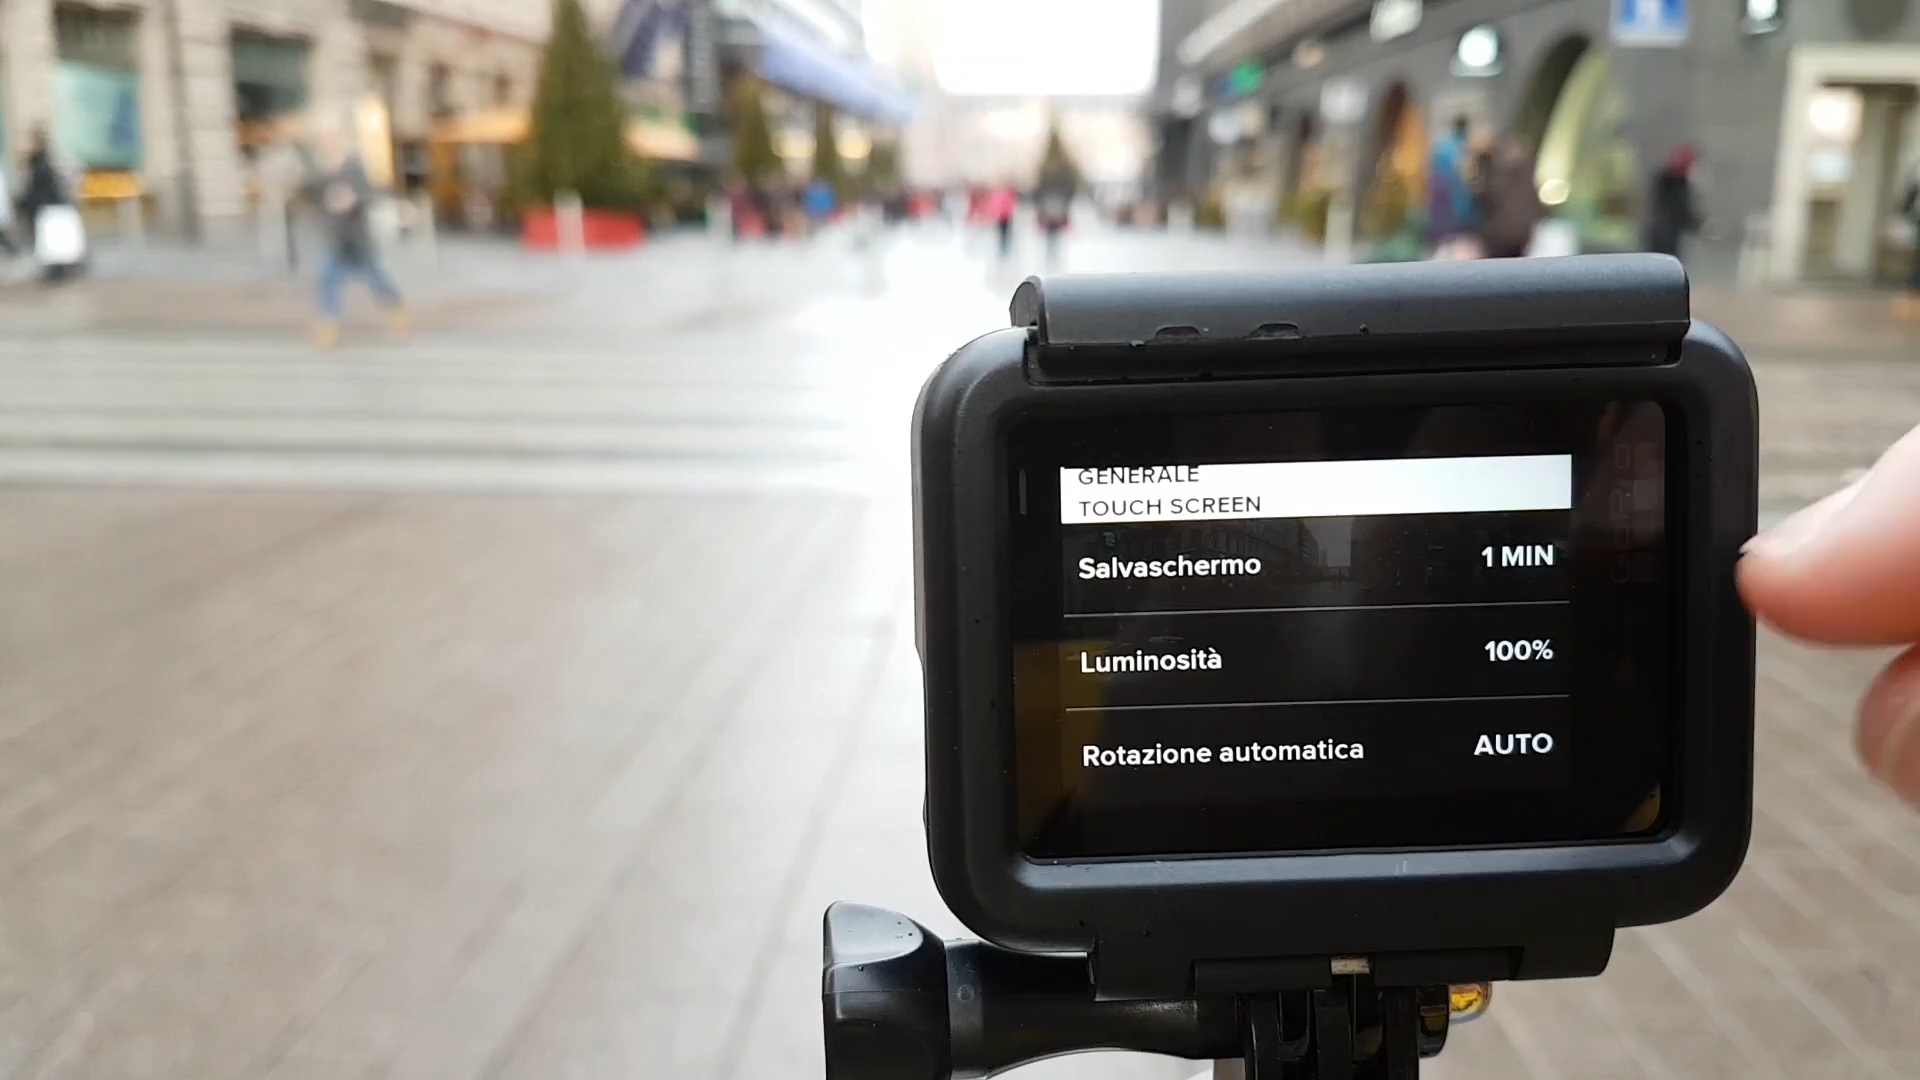 GENERALE
TOUCH SCREEN
Salvaschermo 1 MIN
Luminosità 100%
Rotazione automatica AUTO